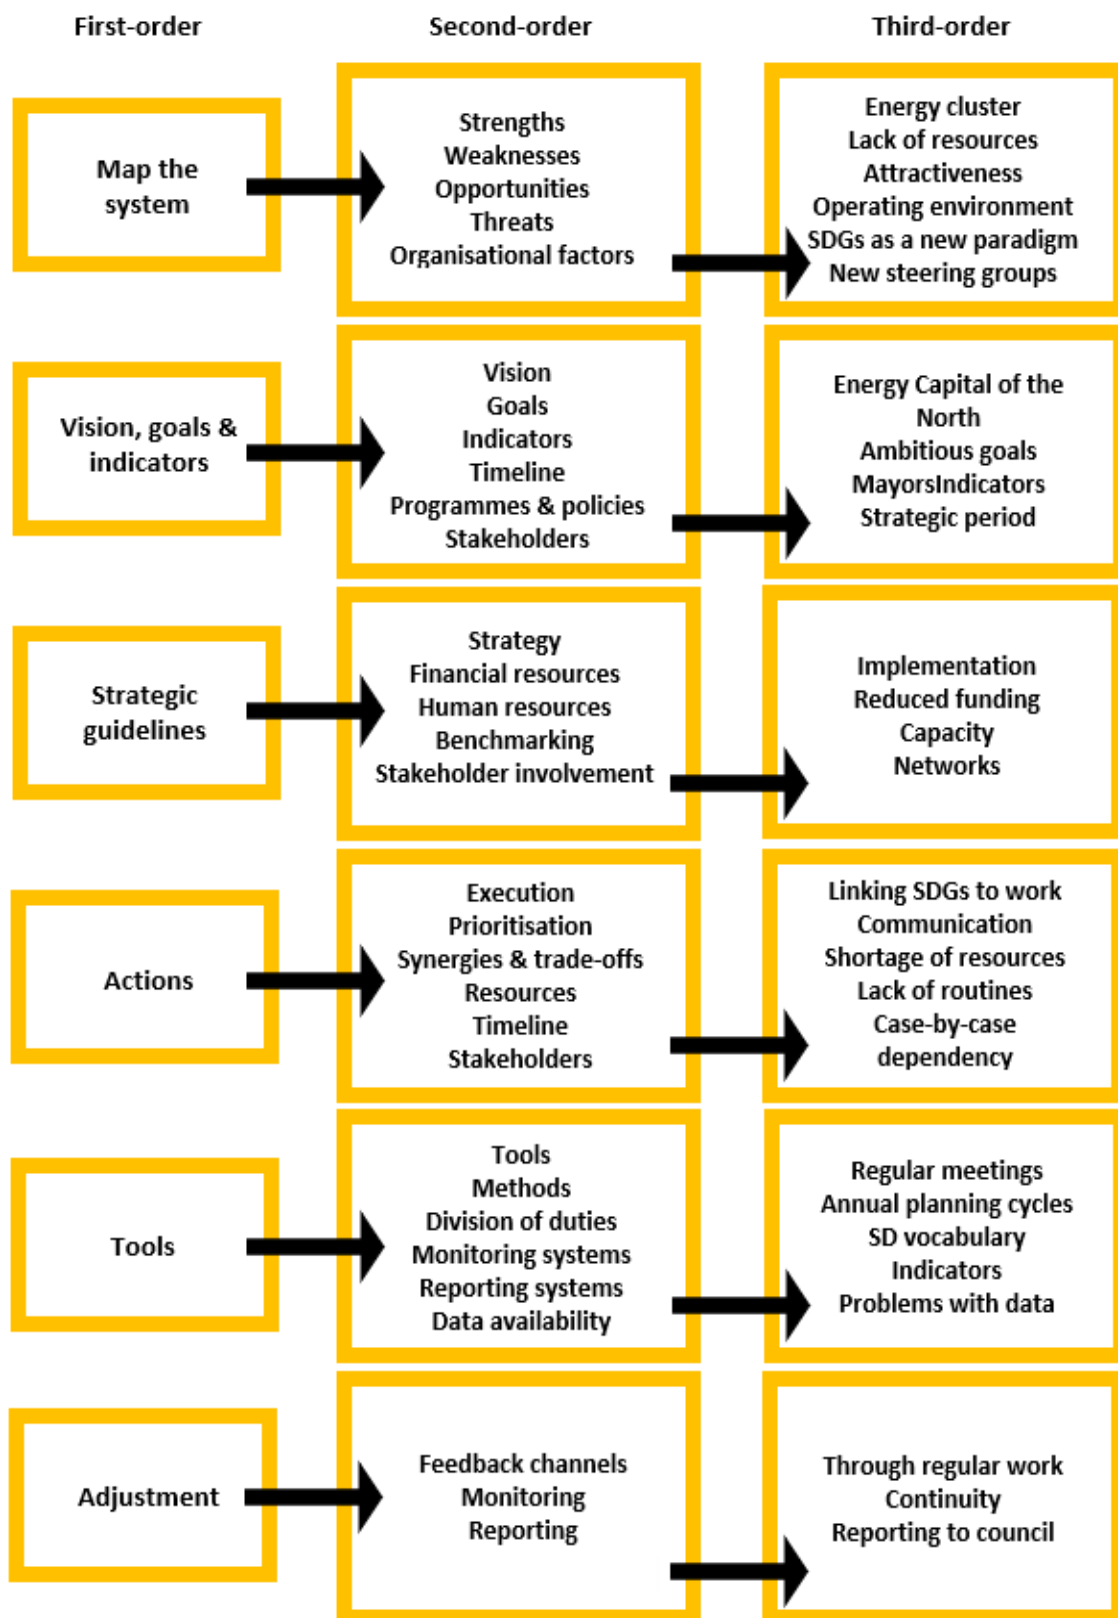 First-order
Second-order
Third-order
Map the
system
Strengths
Weaknesses
Opportunities
Threats
Organisational factors
Energy cluster
Lack of resources
Attractiveness
Operating environment
SDGs as a new paradigm
New steering groups
Vision, goals &
indicators
Vision
Goals
Indicators
Timeline
Programmes & policies
Stakeholders
Energy Capital of the
North
Ambitious goals
MayorsIndicators
Strategic period
Strategic
guidelines
Strategy
Financial resources
Human resources
Benchmarking
Stakeholder involvement
Implementation
Reduced funding
Capacity
Networks
Actions
Execution
Prioritisation
Synergies & trade-offs
Resources
Timeline
Stakeholders
Linking SDGs to work
Communication
Shortage of resources
Lack of routines
Case-by-case
dependency
Tools
Tools
Methods
Division of duties
Monitoring systems
Reporting systems
Data availability
Regular meetings
Annual planning cycles
SD vocabulary
Indicators
Problems with data
Adjustment
Feedback channels
Monitoring
Reporting
Through regular work
Continuity
Reporting to council